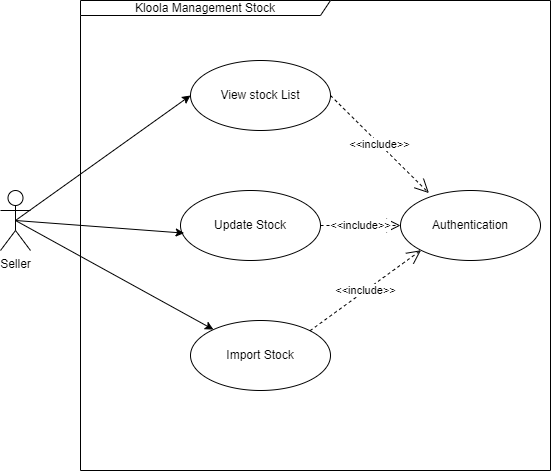 Kloola Management Stock
View stock List
<<include>>
Seller
Update Stock
<<include>>
Authentication
<<include>>
Import Stock